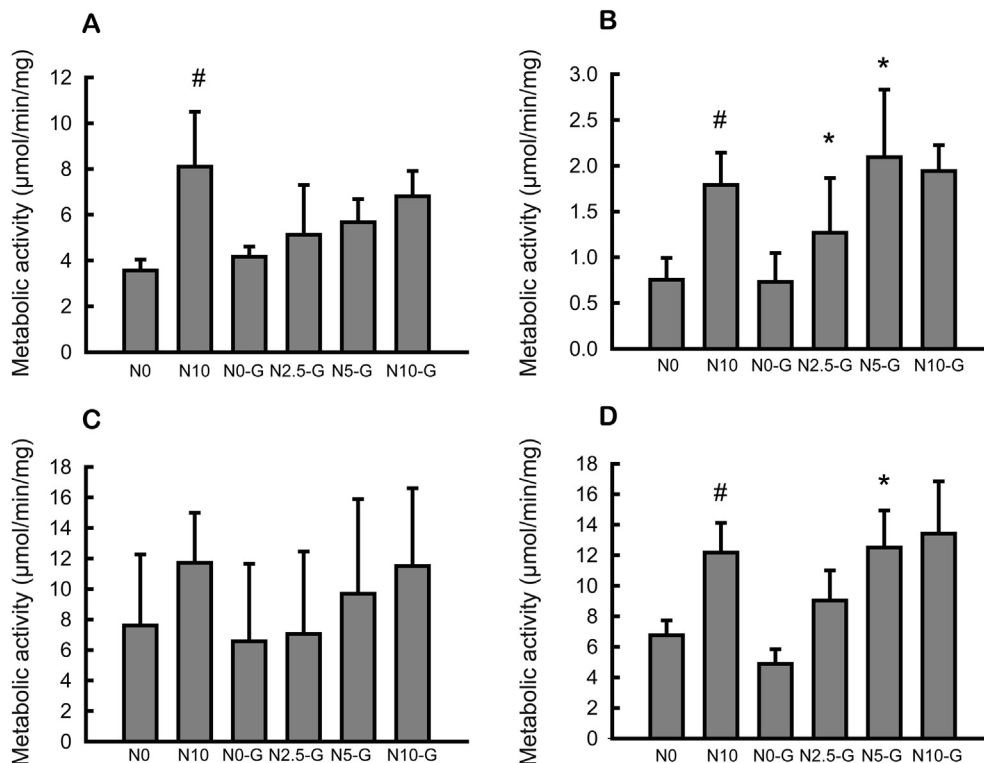 A
Metabolic activity (μmol/min/mg)
12
10
8
6
4
2
0
#
N0 N10 N0-G N2.5-G N5-G N10-G
B
Metabolic activity (μmol/min/mg)
3.0
2.5
2.0
1.5
1.0
0.5
0.0
# * *
N0 N10 N0-G N2.5-G N5-G N10-G
C
Metabolic activity (μmol/min/mg)
18
16
14
12
10
8
6
4
2
0
N0 N10 N0-G N2.5-G N5-G N10-G
D
Metabolic activity (μmol/min/mg)
18
16
14
12
10
8
6
4
2
0
# *
N0 N10 N0-G N2.5-G N5-G N10-G